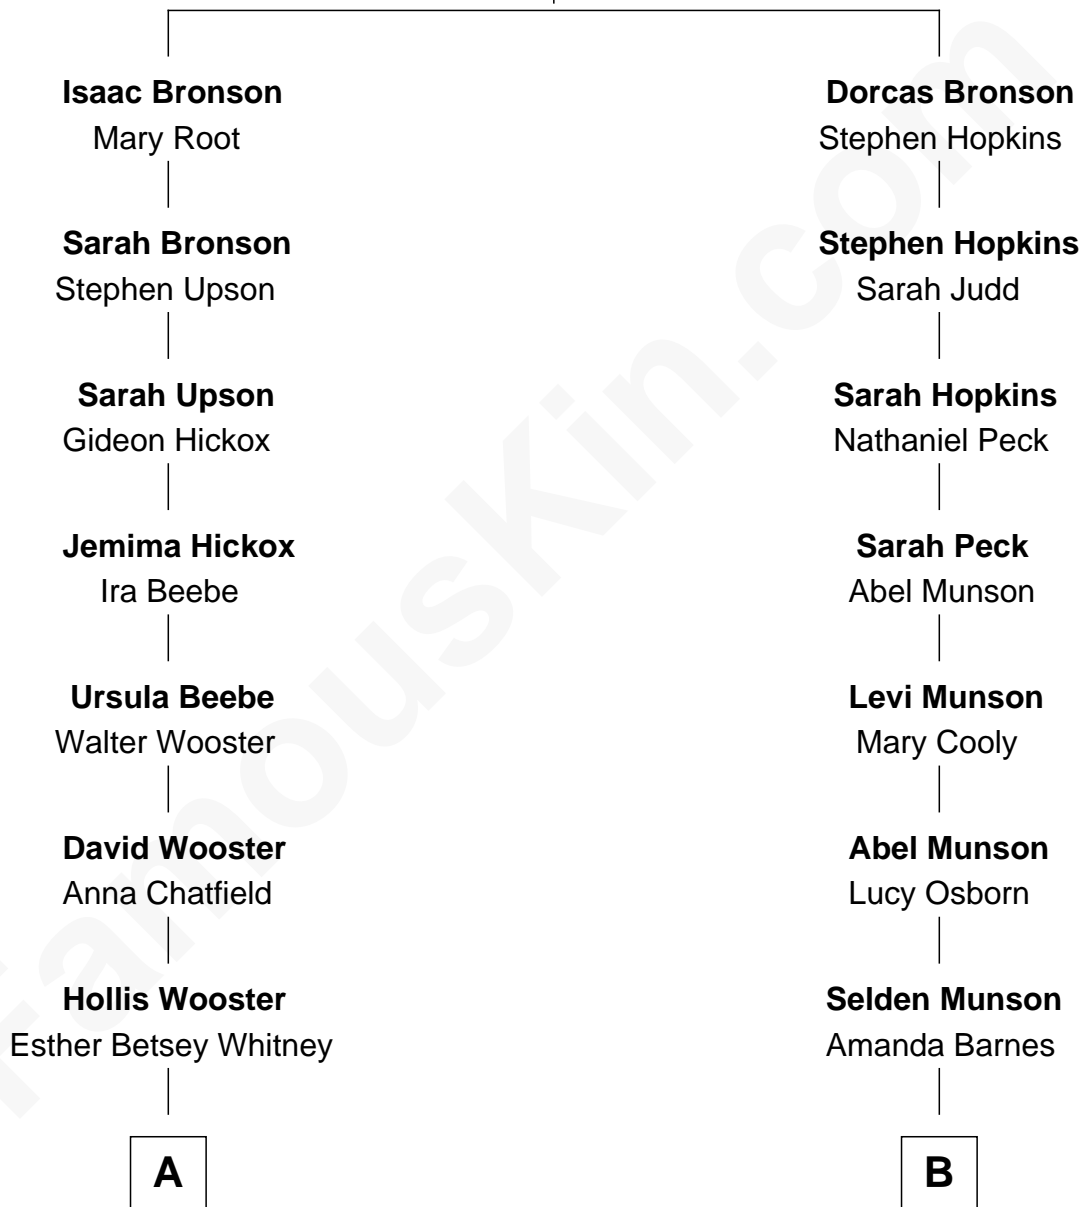 Isaac Bronson
Mary Root
Sarah Bronson
Stephen Upson
Sarah Upson
Gideon Hickox
Jemima Hickox
Ira Beebe
Ursula Beebe
Walter Wooster
David Wooster
Anna Chatfield
Hollis Wooster
Esther Betsey Whitney
A
Dorcas Bronson
Stephen Hopkins
Stephen Hopkins
Sarah Judd
Sarah Hopkins
Nathaniel Peck
Sarah Peck
Abel Munson
Levi Munson
Mary Cooly
Abel Munson
Lucy Osborn
Selden Munson
Amanda Barnes
B
FamousKin.com